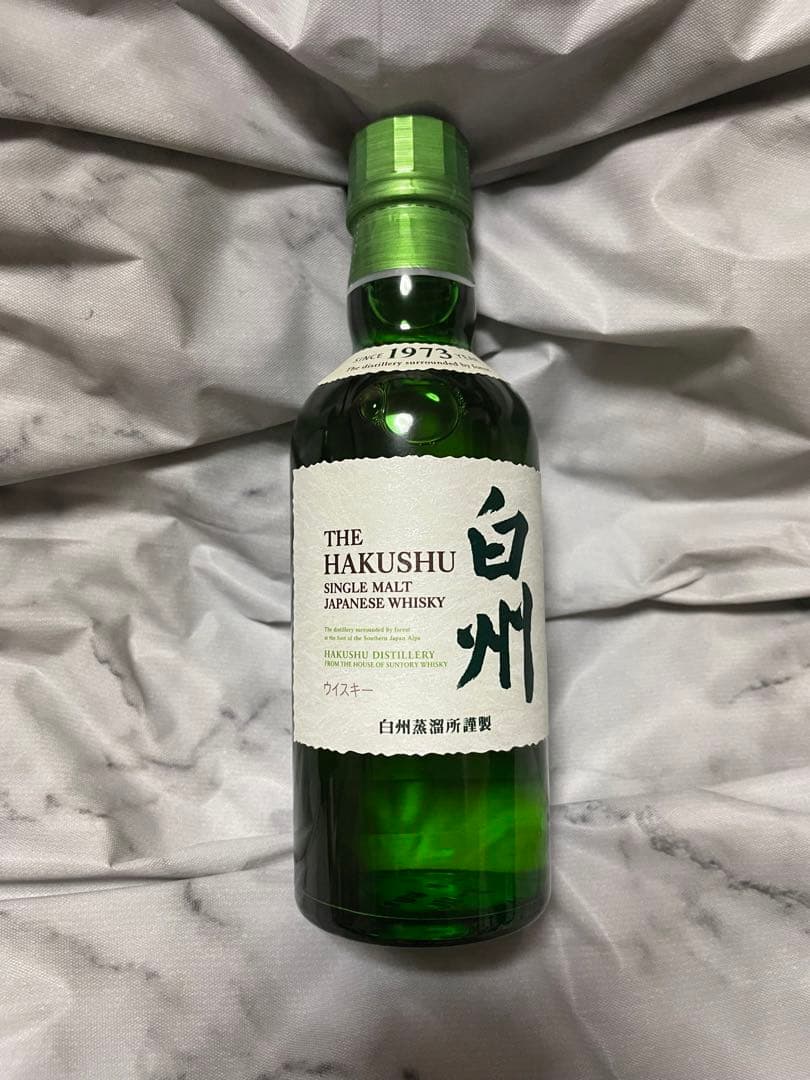 SINCE 1973 YEAR
The distillery surrounded by forest
THE
HAKUSHU
SINGLE MALT
JAPANESE WHISKY
白州
The distillery surrounded by forest
at the foot of the Southern Japan Alps
HAKUSHU DISTILLERY
FROM THE HOUSE OF SUNTORY WHISKY
ウイスキー
白州蒸溜所謹製